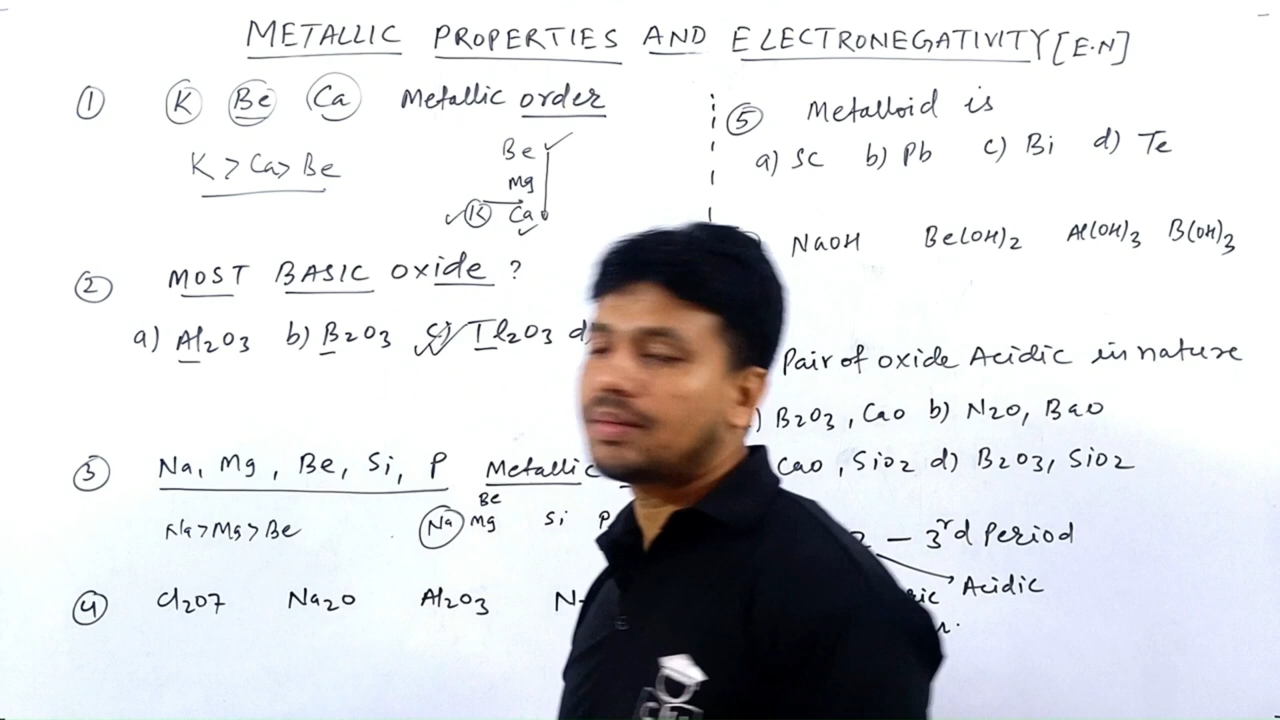 METALLIC PROPERTIES AND ELECTRONEGATIVITY [E.N]
① K Be Ca Metallic order
K > Ca > Be
Be
Mg
K Ca
② MOST BASIC OXIDE ?
a) Al2O3 b) B2O3 c) Tl2O3 d)
③ Na, Mg, Be, Si, P Metallic
Na > Mg > Be
Be
Na Mg Si P
④ Cl2O7 Na2O Al2O3
⑤ Metalloid is
a) Sc b) Pb c) Bi d) Te
NaOH Be(OH)2 Al(OH)3 B(OH)3
Pair of oxide Acidic in nature
B2O3, CaO b) N2O, BaO
CaO, SiO2 d) B2O3, SiO2
– 3rd Period
Acidic